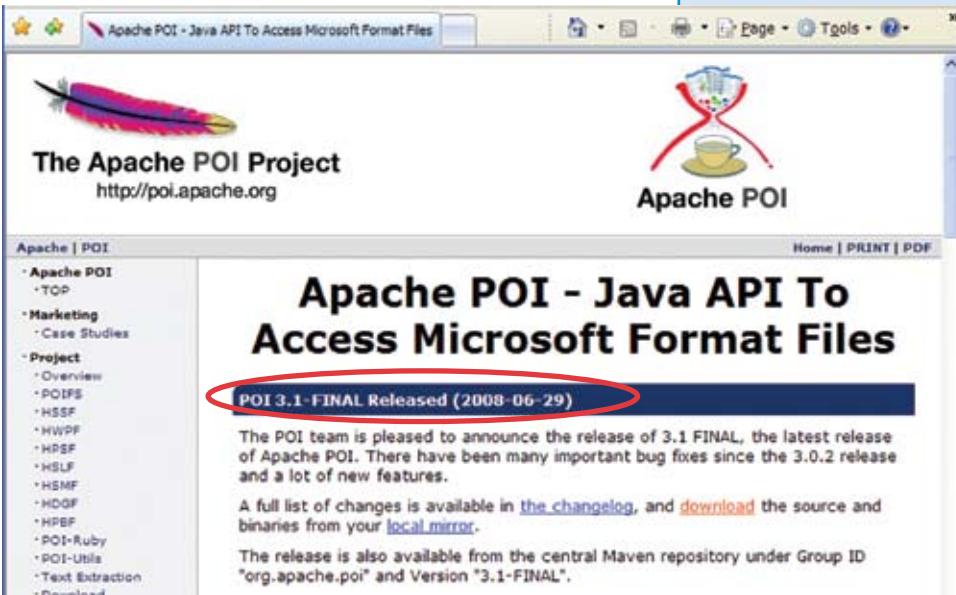 Apache POI - Java API To Access Microsoft Format Files
Page
Tools
The Apache POI Project
http://poi.apache.org
Apache POI
Apache | POI
Home | PRINT | PDF
Apache POI
TOP
Marketing
Case Studies
Project
Overview
POIFS
HSSF
HWPF
HPSF
HSLF
HSMF
HDGF
HPBF
POI-Ruby
POI-Utils
Text Extraction
Download
Apache POI - Java API To
Access Microsoft Format Files
POI 3.1-FINAL Released (2008-06-29)
The POI team is pleased to announce the release of 3.1 FINAL, the latest release
of Apache POI. There have been many important bug fixes since the 3.0.2 release
and a lot of new features.
A full list of changes is available in the changelog, and download the source and
binaries from your local mirror.
The release is also available from the central Maven repository under Group ID
"org.apache.poi" and Version "3.1-FINAL".